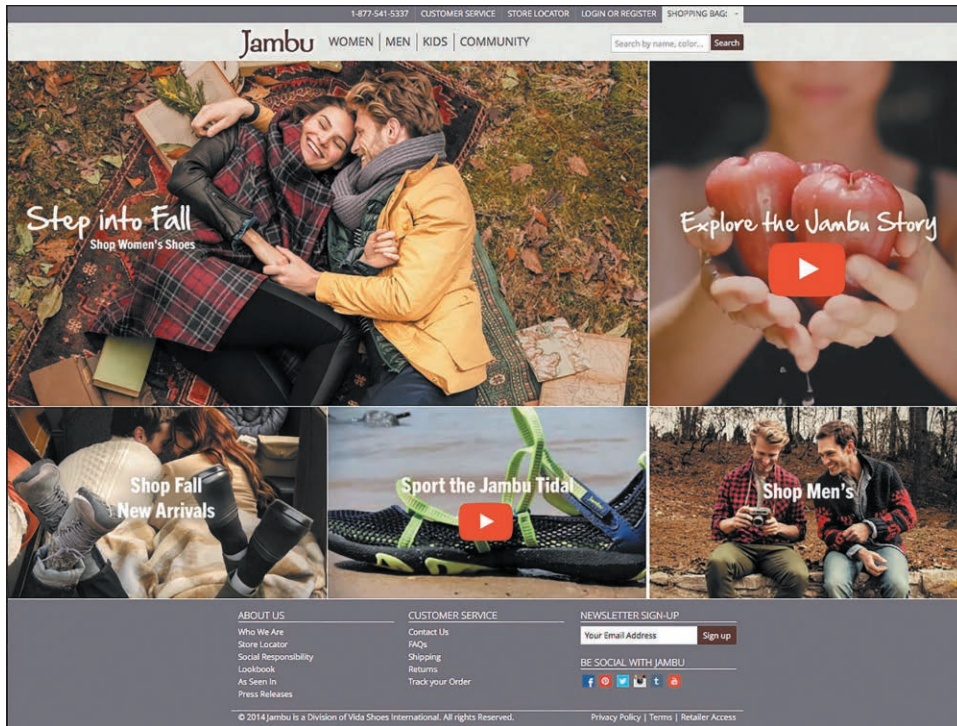 1-877-541-5337 CUSTOMER SERVICE STORE LOCATOR LOGIN OR REGISTER SHOPPING BAG:
Jambu WOMEN MEN KIDS COMMUNITY Search by name, color... Search
Step into Fall
Shop Women's Shoes
Explore the Jambu Story
Shop Fall
New Arrivals
Sport the Jambu Tidal
Jambu
Shop Men's
ABOUT US
Who We Are
Store Locator
Social Responsibility
Lookbook
As Seen In
Press Releases
CUSTOMER SERVICE
Contact Us
FAQs
Shipping
Returns
Track your Order
NEWSLETTER SIGN-UP
Your Email Address Sign up
BE SOCIAL WITH JAMBU
© 2014 Jambu is a Division of Vida Shoes International. All rights Reserved.
Privacy Policy | Terms | Retailer Access